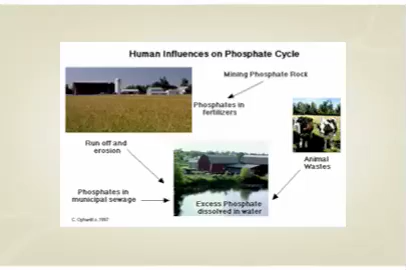 Human Influences on Phosphate Cycle
Mining Phosphate Rock
Phosphates in
fertilizers
Run off and
erosion
Animal
Wastes
Phosphates in
municipal sewage
Excess Phosphate
dissolved in water
C.